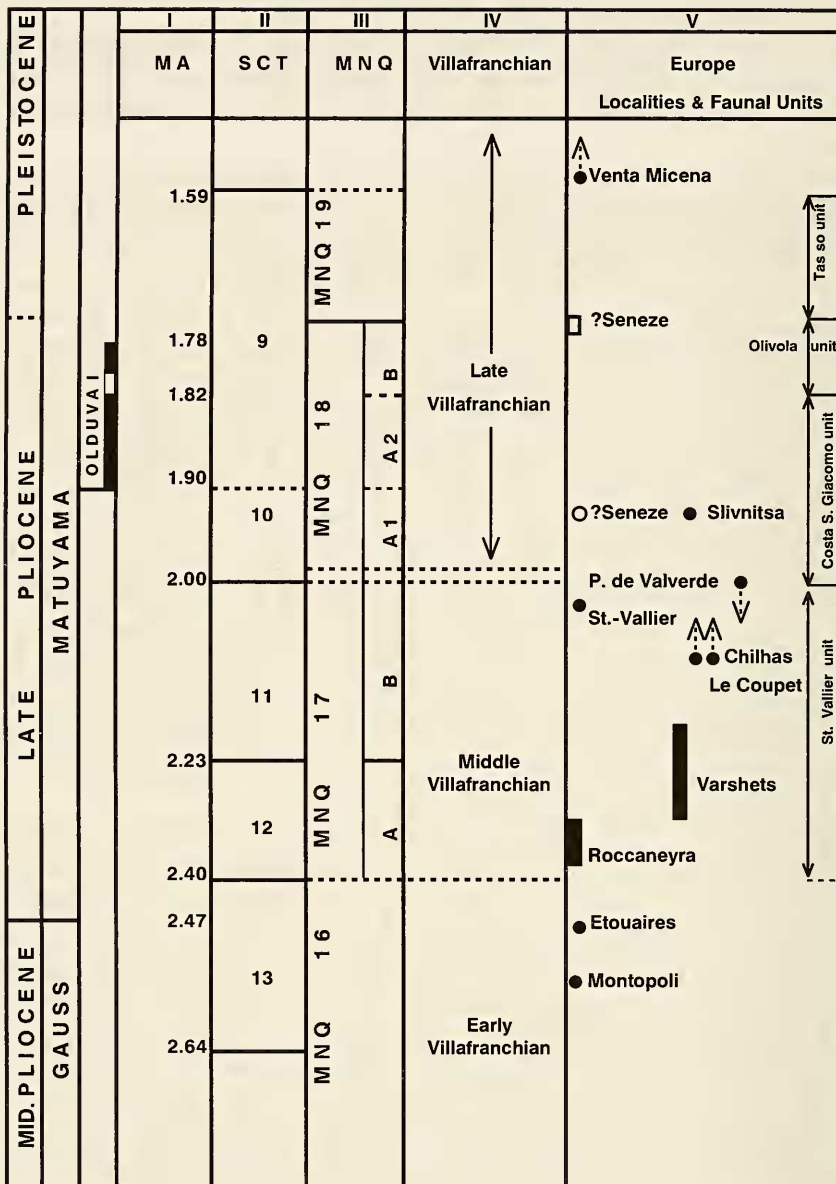 I II III IV V
MA SCT MNQ Villafranchian Europe
Localities & Faunal Units
PLEISTOCENE
LATE PLIOCENE
MID. PLIOCENE
MATUYAMA
GAUSS
OLDUVAI
1.59
1.78
1.82
1.90
2.00
2.23
2.40
2.47
2.64
9
10
11
12
13
MNQ 19
MNQ 18
MNQ 17
MNQ 16
B
A2
A1
B
A
Late
Villafranchian
Middle
Villafranchian
Early
Villafranchian
Venta Micena
?Seneze
?Seneze
Slivnitsa
P. de Valverde
St.-Vallier
Chilhas
Le Coupet
Varshets
Roccaneyra
Etouaires
Montopoli
Tas so unit
Olivola unit
Costa S. Giacomo unit
St. Vallier unit